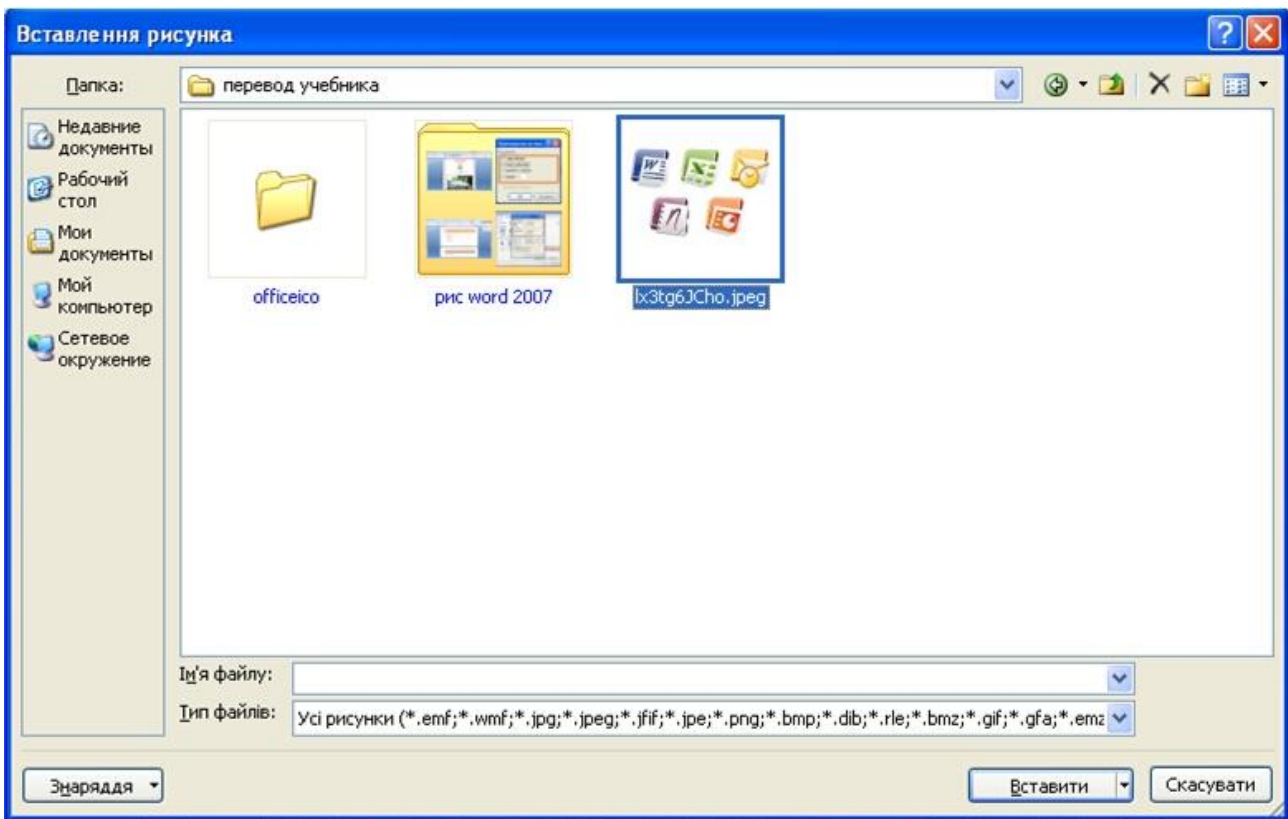 Вставлення рисунка
Папка:
перевод учебника
Недавние
документы
Рабочий
стол
Мои
документы
Мой
компьютер
Сетевое
окружение
officeico
рис word 2007
lx3tg6JCho.jpeg
Ім'я файлу:
Тип файлів:
Усі рисунки (*.emf;*.wmf;*.jpg;*.jpeg;*.jfif;*.jpe;*.png;*.bmp;*.dib;*.rle;*.bmz;*.gif;*.gfa;*.emz
Знаряддя
Вставити
Скасувати